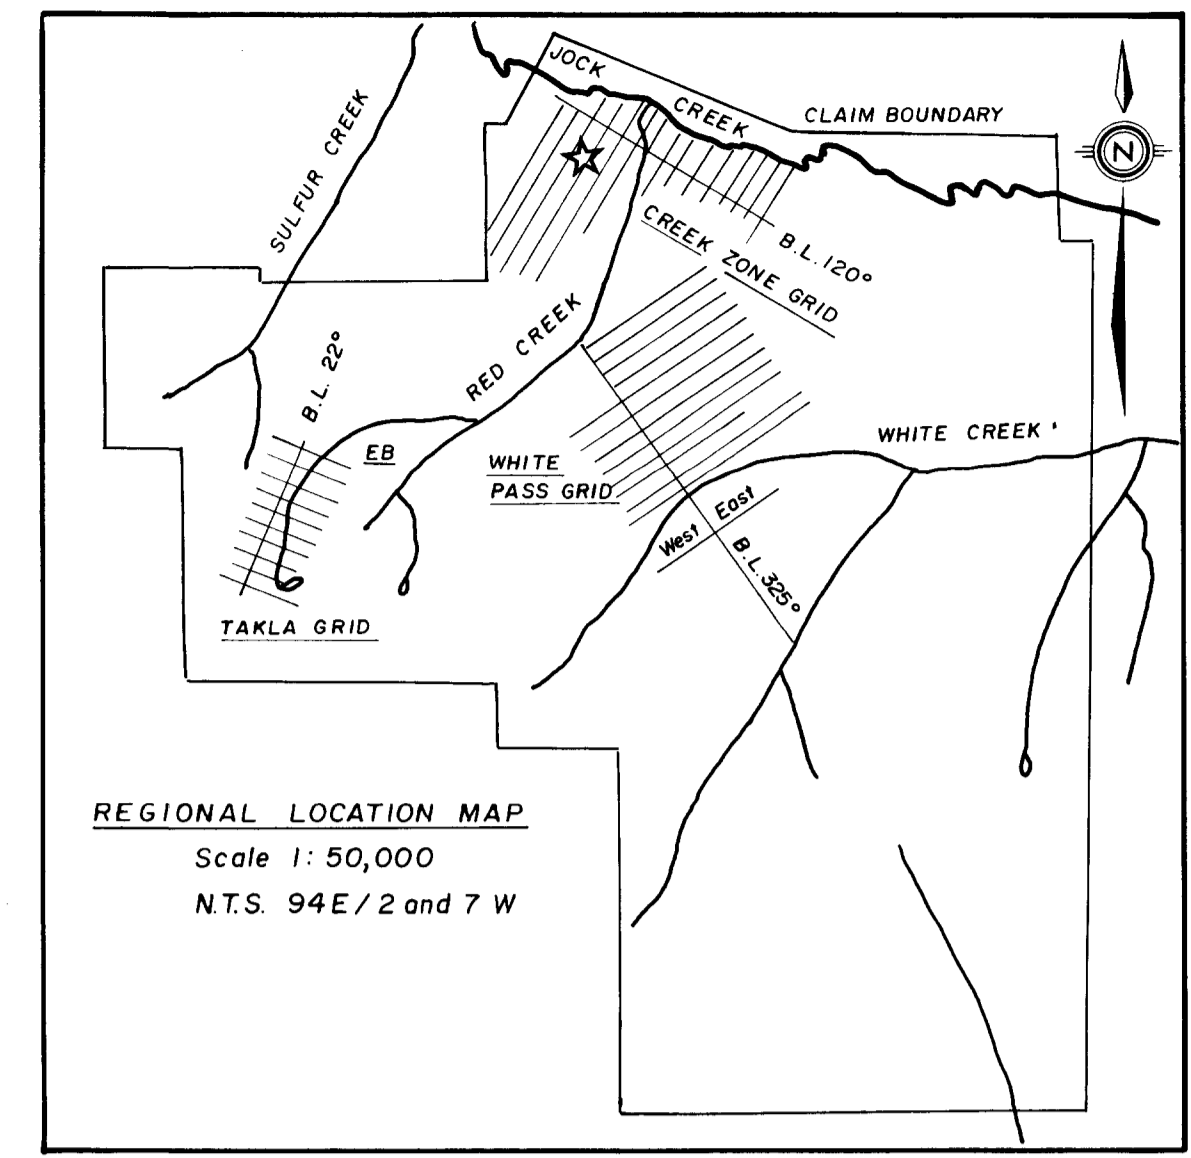 JOCK CREEK
CLAIM BOUNDARY
SULFUR CREEK
N
CREEK ZONE GRID
B.L. 120°
RED CREEK
B.L. 22°
EB
WHITE
PASS GRID
WHITE CREEK
West East
B.L. 325°
TAKLA GRID
REGIONAL LOCATION MAP
Scale 1: 50,000
N.T.S. 94E/2 and 7 W